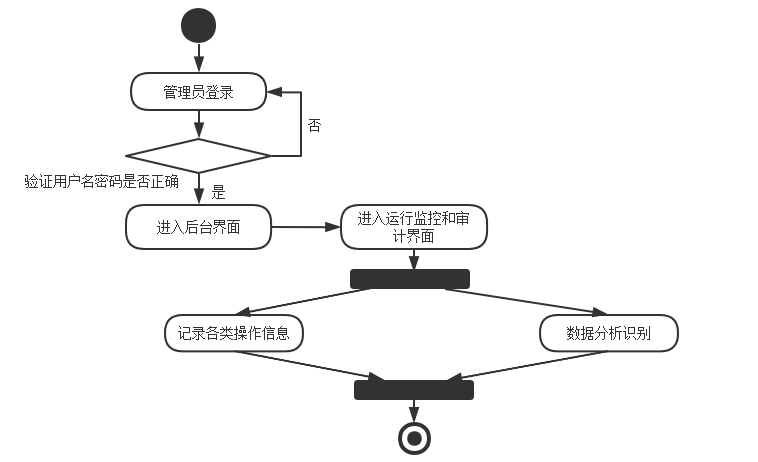 管理员登录
否
验证用户名密码是否正确
是
进入后台界面
进入运行监控和审
计界面
记录各类操作信息
数据分析识别